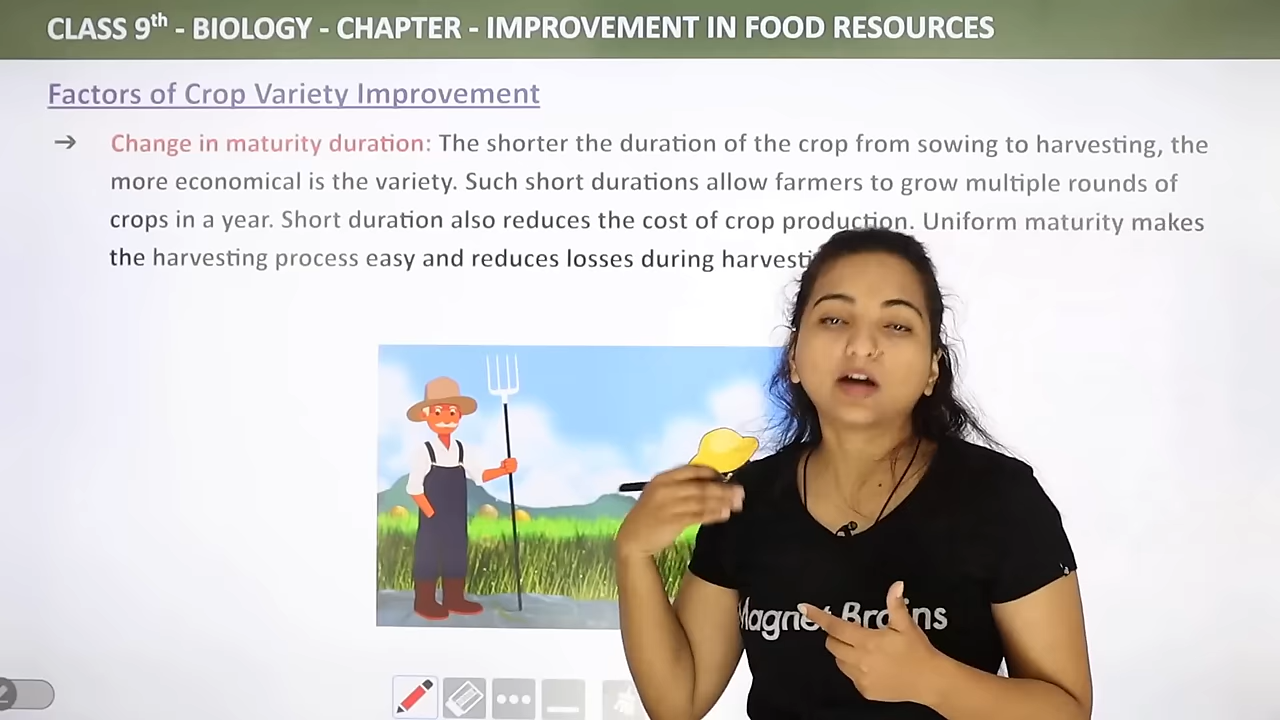 CLASS 9th - BIOLOGY - CHAPTER - IMPROVEMENT IN FOOD RESOURCES
Factors of Crop Variety Improvement
➔ Change in maturity duration: The shorter the duration of the crop from sowing to harvesting, the
more economical is the variety. Such short durations allow farmers to grow multiple rounds of
crops in a year. Short duration also reduces the cost of crop production. Uniform maturity makes
the harvesting process easy and reduces losses during
Magnet Brains